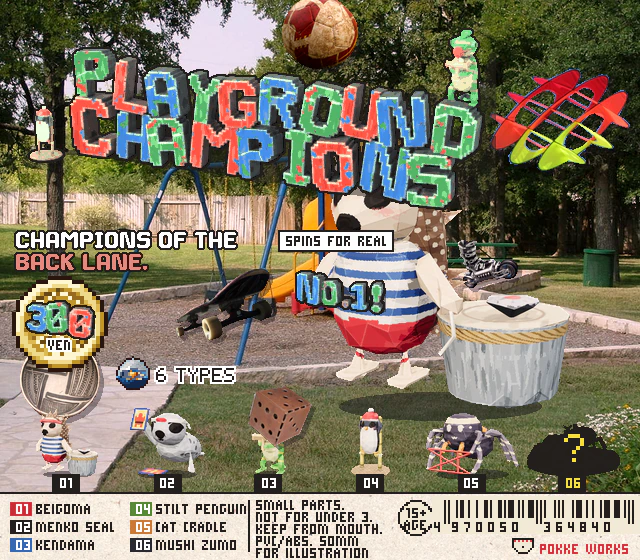 PLAYGROUND
CHAMPIONS
CHAMPIONS OF THE
BACK LANE.
SPINS FOR REAL
No.1!
300
YEN
6 TYPES
?
01
02
03
04
05
06
01 BEIGOMA
02 MENKO SEAL
03 KENDAMA
04 STILT PENGUIN
05 CAT CRADLE
06 MUSHI ZUMO
SMALL PARTS.
NOT FOR UNDER 3.
KEEP FROM MOUTH.
PVC/ABS. 50MM
FOR ILLUSTRATION
15+
AGE
4 970050 364840
POKKE WORKS